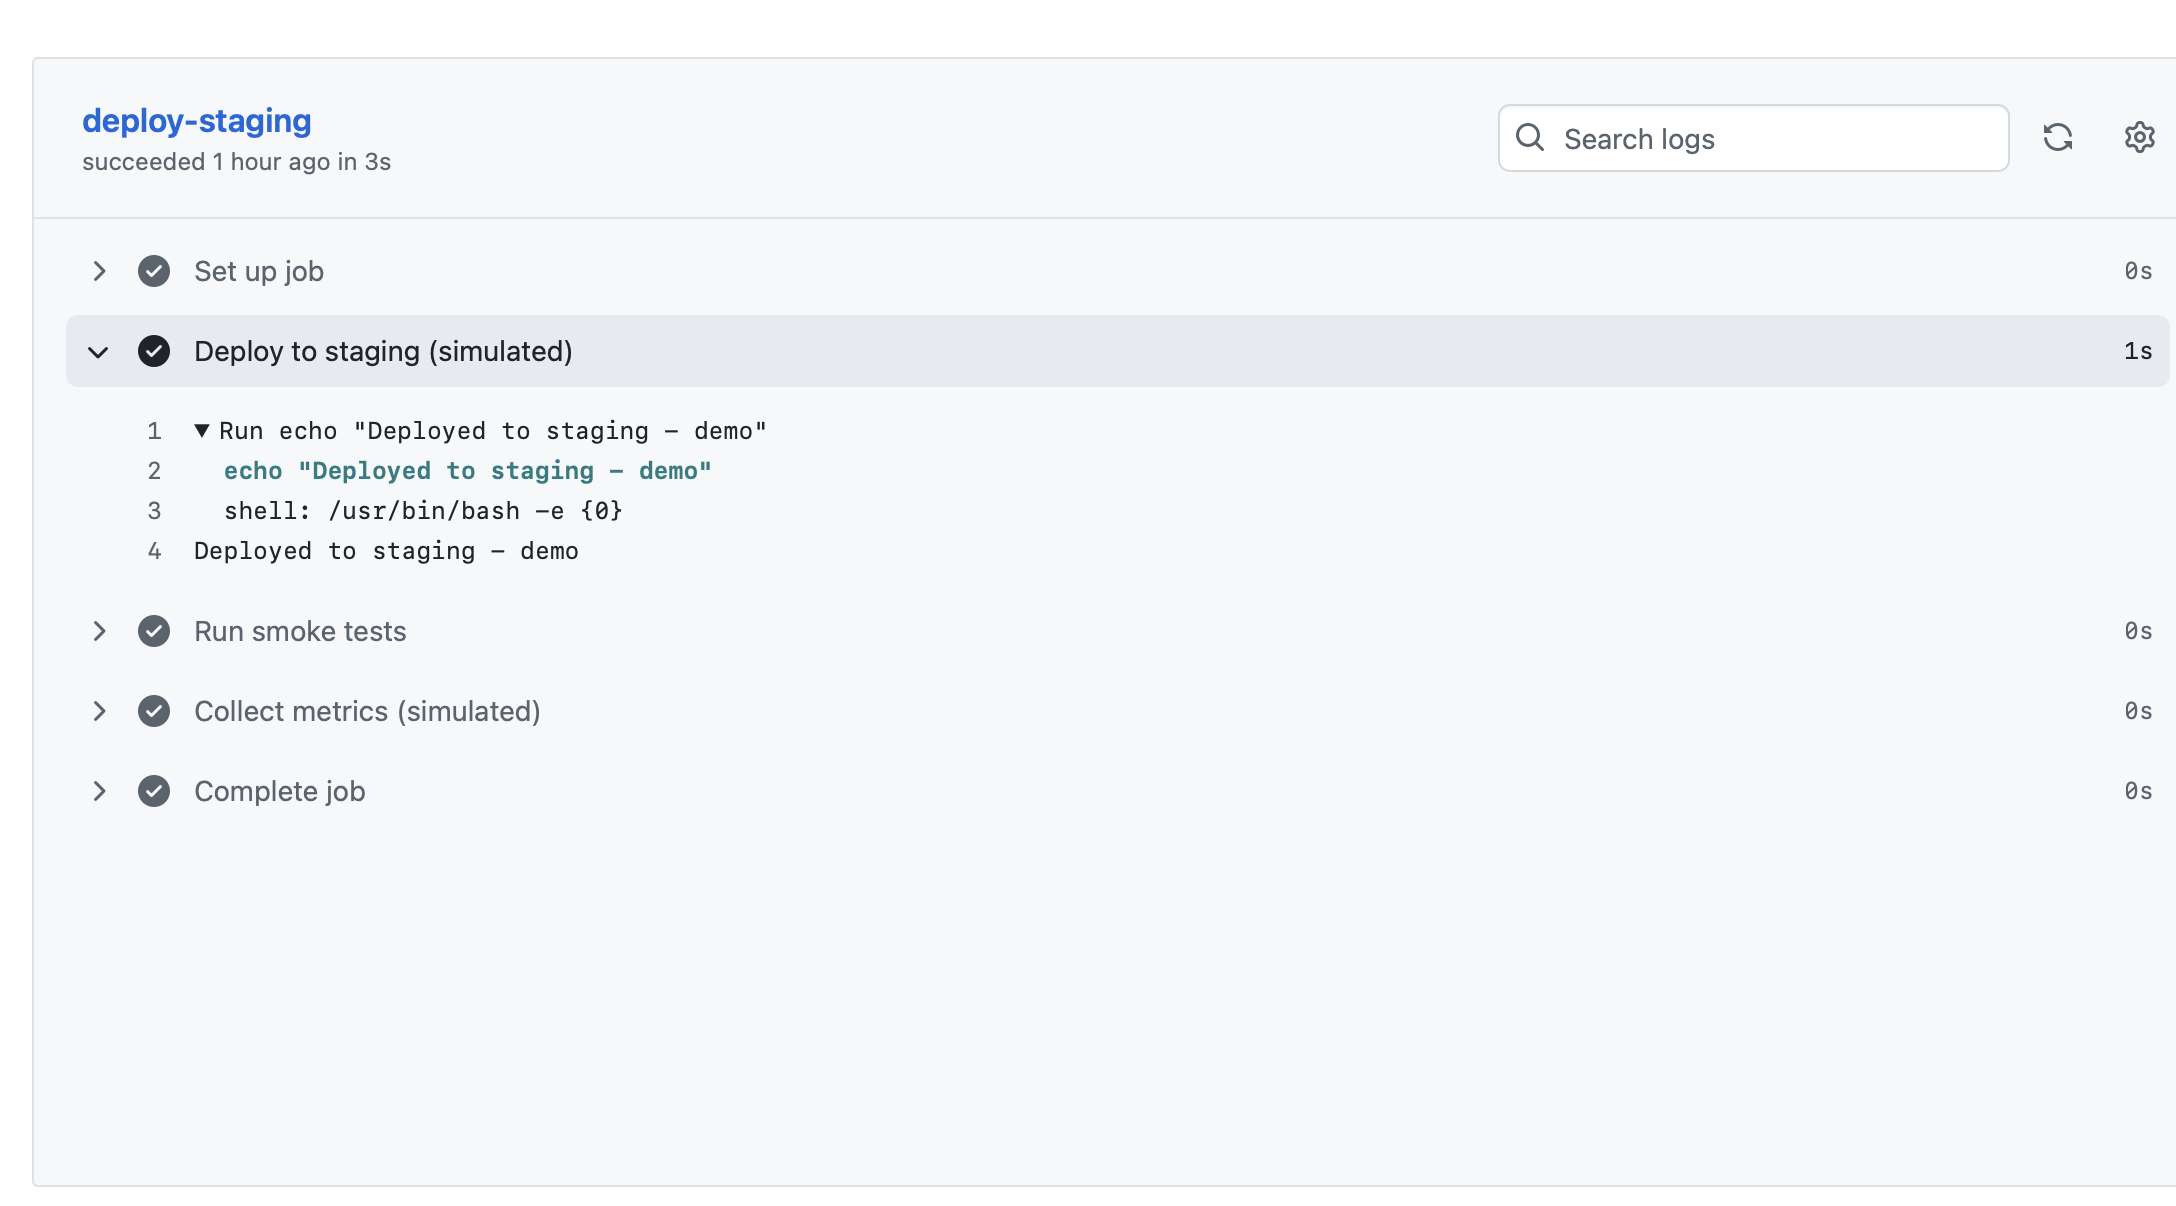 deploy-staging
succeeded 1 hour ago in 3s
Search logs
Set up job 0s
Deploy to staging (simulated) 1s
1 ▼ Run echo "Deployed to staging - demo"
2 echo "Deployed to staging - demo"
3 shell: /usr/bin/bash -e {0}
4 Deployed to staging - demo
Run smoke tests 0s
Collect metrics (simulated) 0s
Complete job 0s